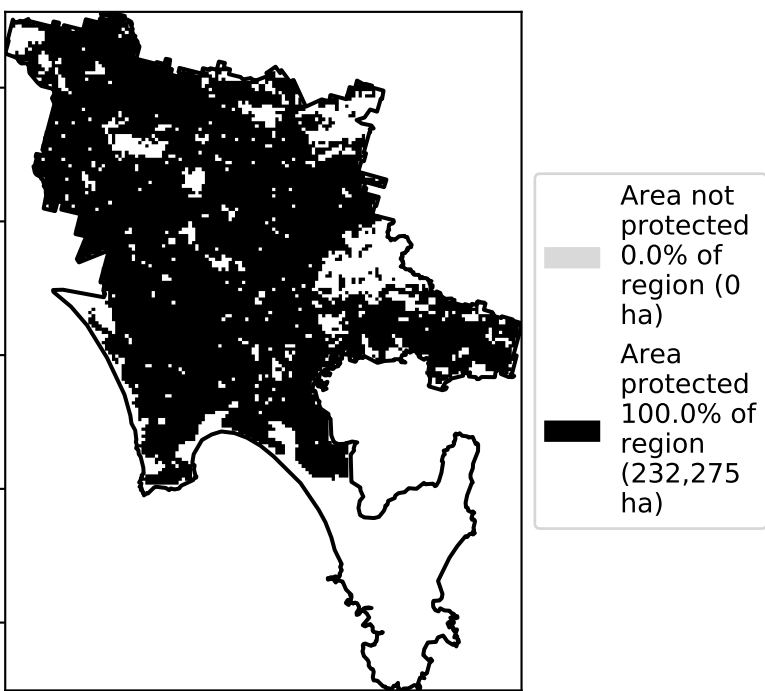 Area not
protected
0.0% of
region (0
ha)
Area
protected
100.0% of
region
(232,275
ha)